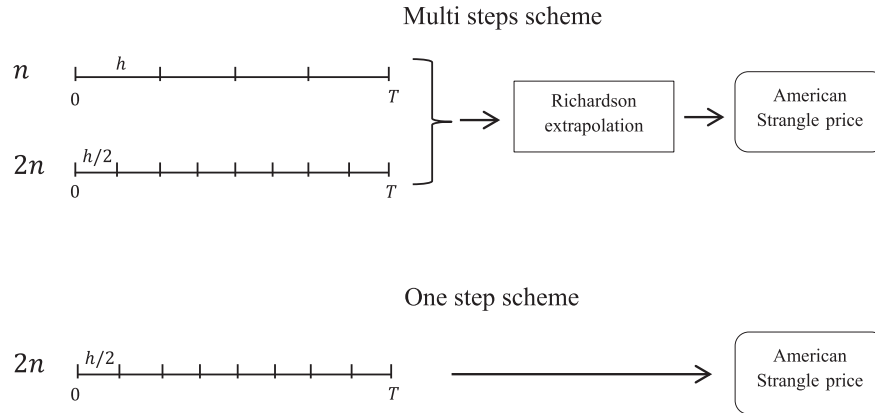 Multi steps scheme
n
h
0
T
2n
h/2
0
T
Richardson
extrapolation
American
Strangle price
One step scheme
2n
h/2
0
T
American
Strangle price